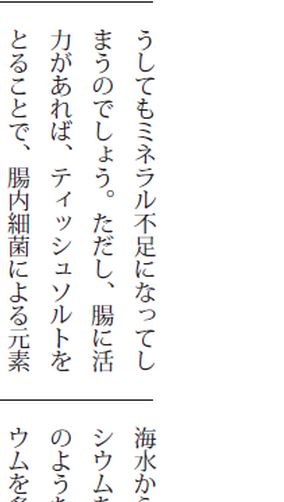 うしてもミネラル不足になってし
まうのでしょう。ただし、腸に活
力があれば、ティッシュソルトを
とることで、腸内細菌による元素
海水から
シウムを
のような
ウムを多